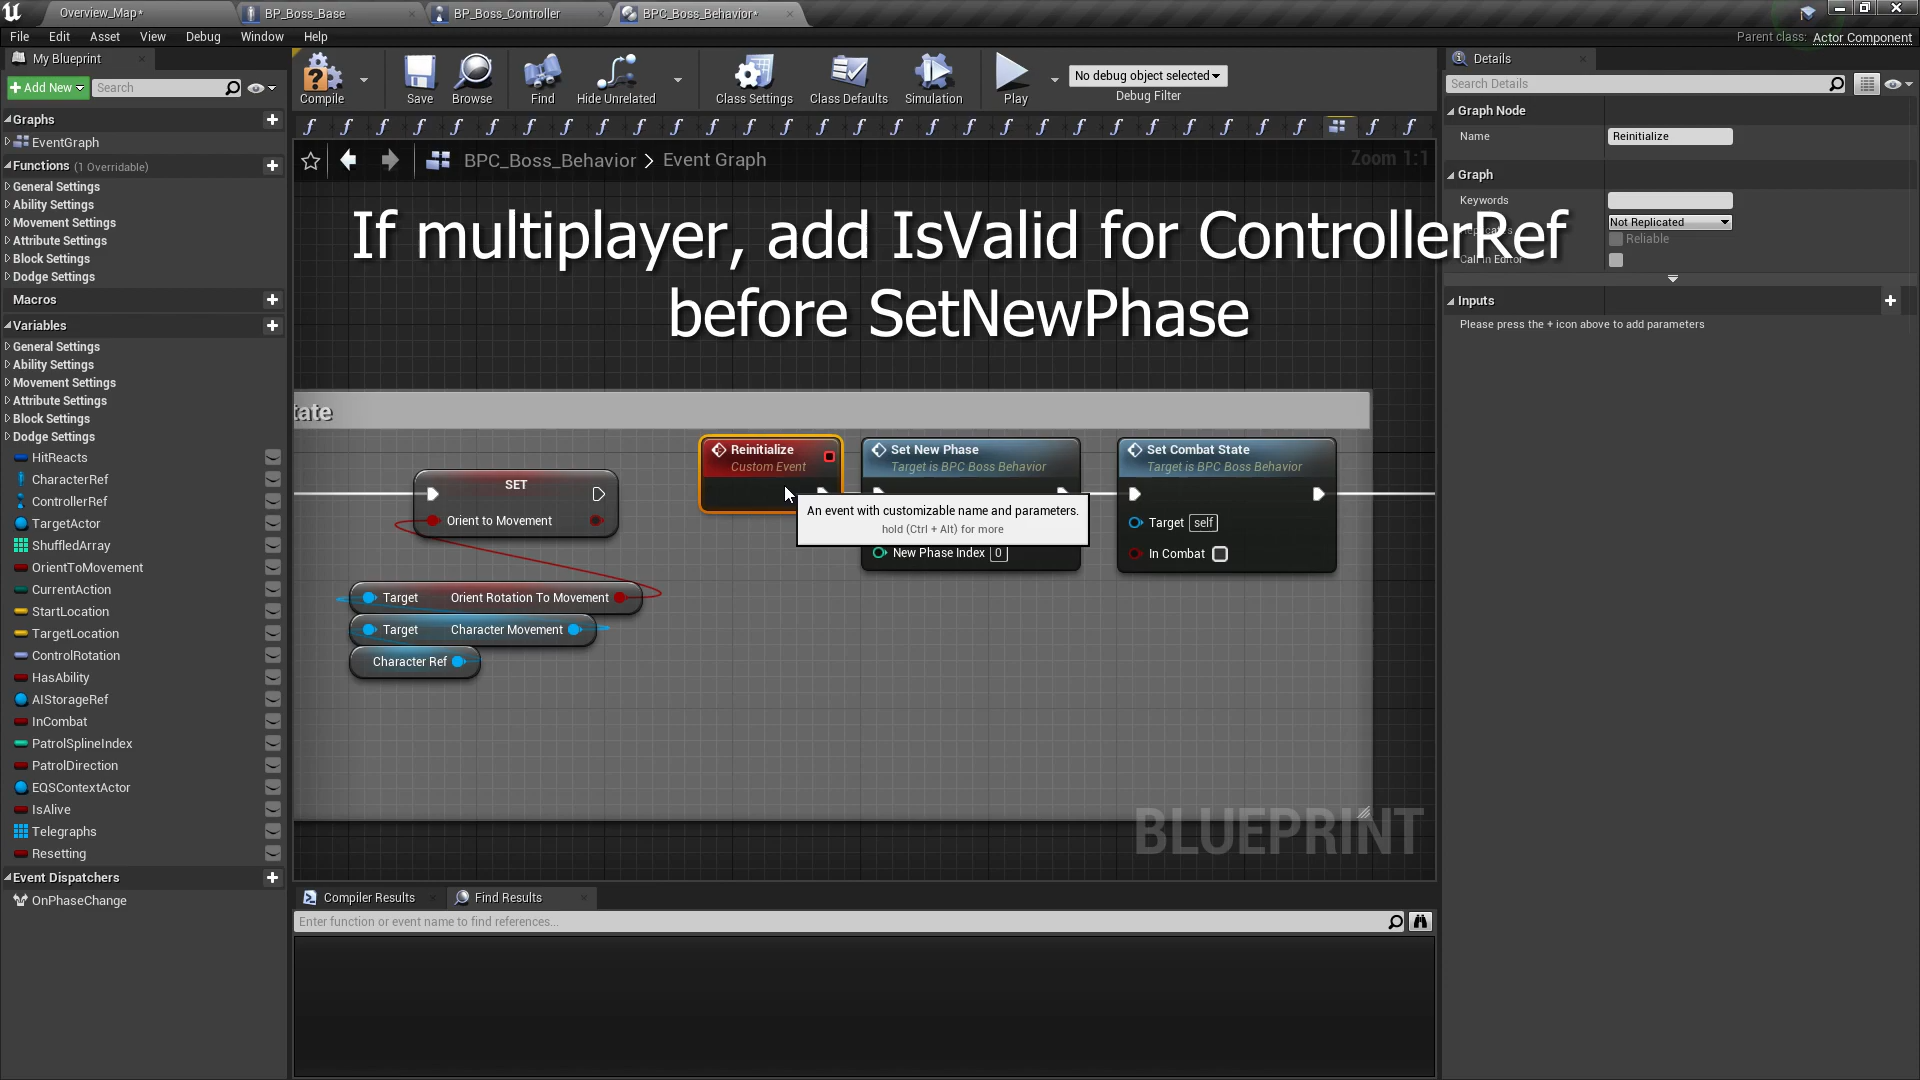 Overview_Map*
BP_Boss_Base
BP_Boss_Controller
BPC_Boss_Behavior*
File
Edit
Asset
View
Debug
Window
Help
Parent class: Actor Component
My Blueprint
Add New
Search
Graphs
EventGraph
Functions (1 Overridable)
General Settings
Ability Settings
Movement Settings
Attribute Settings
Block Settings
Dodge Settings
Macros
Variables
General Settings
Ability Settings
Movement Settings
Attribute Settings
Block Settings
Dodge Settings
HitReacts
CharacterRef
ControllerRef
TargetActor
ShuffledArray
OrientToMovement
CurrentAction
StartLocation
TargetLocation
ControlRotation
HasAbility
AIStorageRef
InCombat
PatrolSplineIndex
PatrolDirection
EQSContextActor
IsAlive
Telegraphs
Resetting
Event Dispatchers
OnPhaseChange
Compile
Save
Browse
Find
Hide Unrelated
Class Settings
Class Defaults
Simulation
Play
No debug object selected
Debug Filter
BPC_Boss_Behavior > Event Graph
Zoom 1:1
If multiplayer, add IsValid for ControllerRef
before SetNewPhase
tate
SET
Orient to Movement
Target Orient Rotation To Movement
Target Character Movement
Character Ref
Reinitialize
Custom Event
Set New Phase
Target is BPC Boss Behavior
New Phase Index 0
An event with customizable name and parameters.
hold (Ctrl + Alt) for more
Set Combat State
Target is BPC Boss Behavior
Target self
In Combat
BLUEPRINT
Compiler Results
Find Results
Enter function or event name to find references...
Details
Search Details
Graph Node
Name Reinitialize
Graph
Keywords
Replicates
Not Replicated
Reliable
Call In Editor
Inputs
Please press the + icon above to add parameters